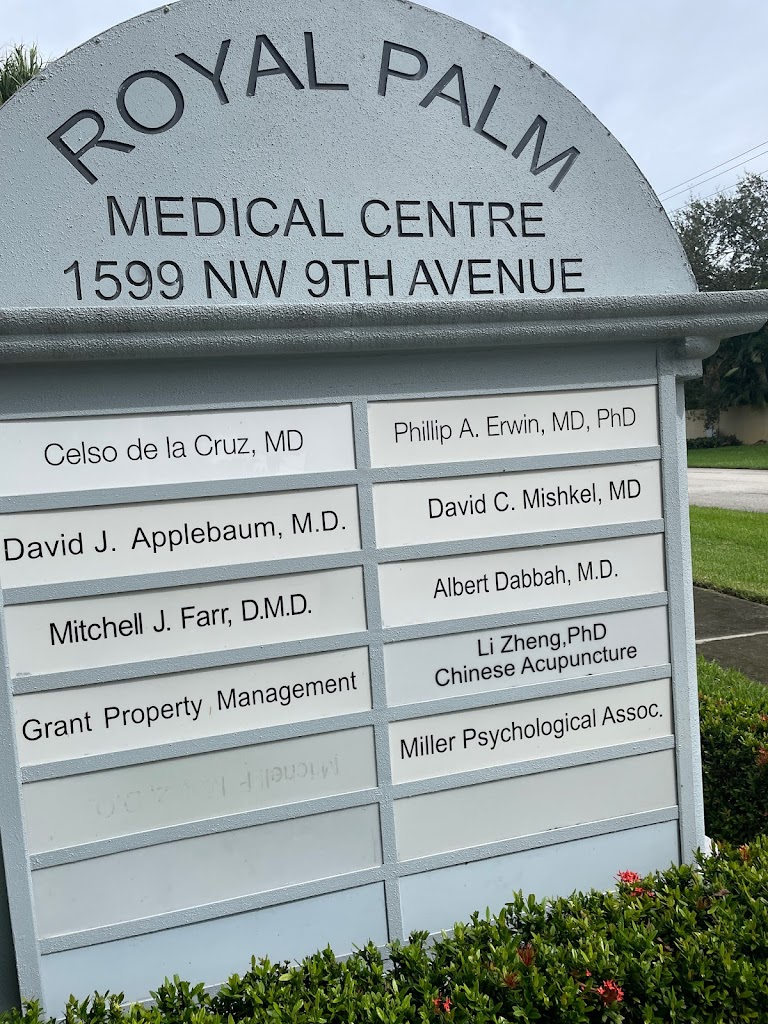 ROYAL PALM
MEDICAL CENTRE
1599 NW 9TH AVENUE
Celso de la Cruz, MD
Phillip A. Erwin, MD, PhD
David J. Applebaum, M.D.
David C. Mishkel, MD
Mitchell J. Farr, D.M.D.
Albert Dabbah, M.D.
Grant Property Management
Li Zheng,PhD
Chinese Acupuncture
Miller Psychological Assoc.